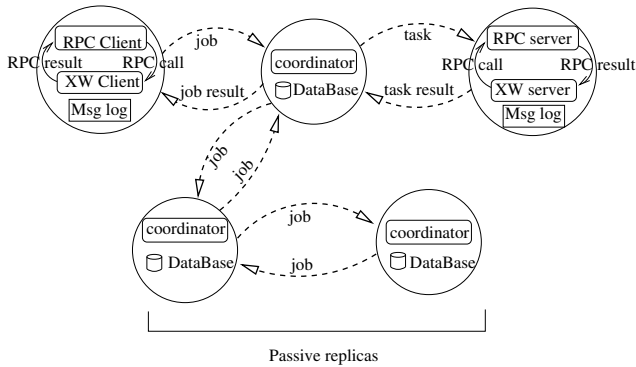 RPC Client
RPC result
RPC call
XW Client
Msg log
job
job result
coordinator
DataBase
task
task result
RPC server
RPC call
RPC result
XW server
Msg log
job
job
coordinator
DataBase
job
job
coordinator
DataBase
Passive replicas